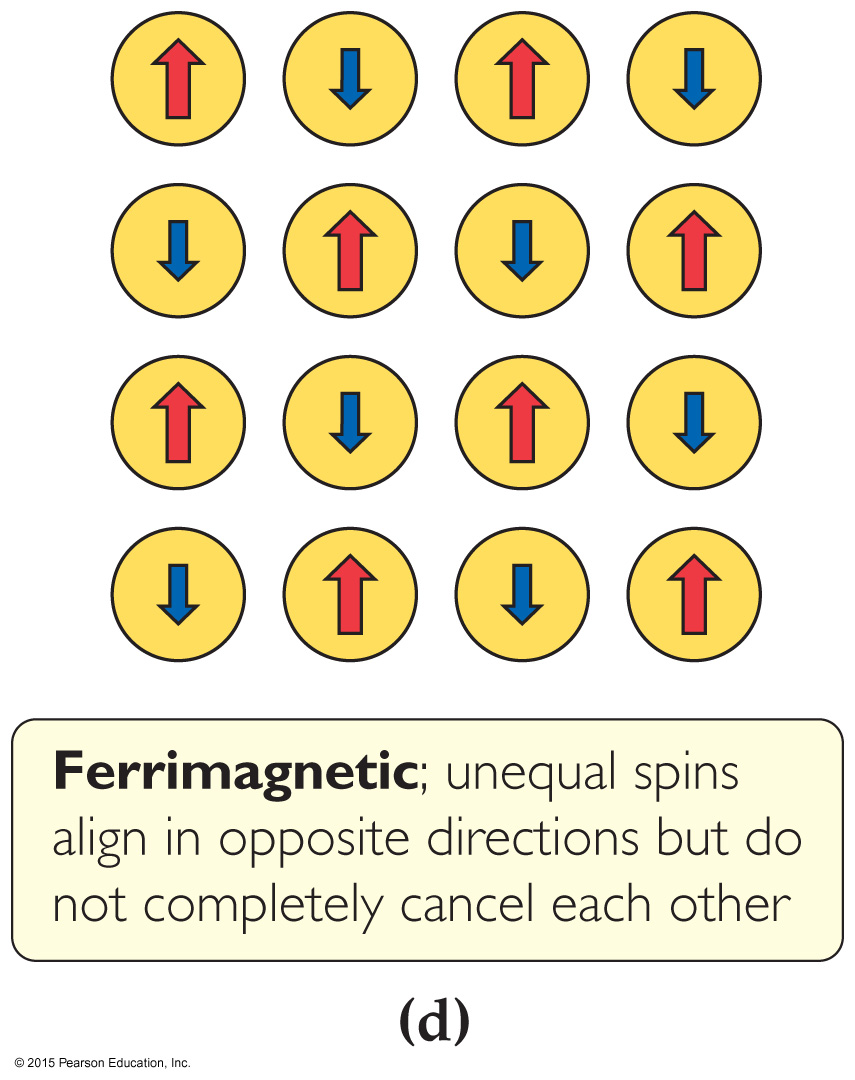 Ferrimagnetic; unequal spins
align in opposite directions but do
not completely cancel each other
(d)
© 2015 Pearson Education, Inc.